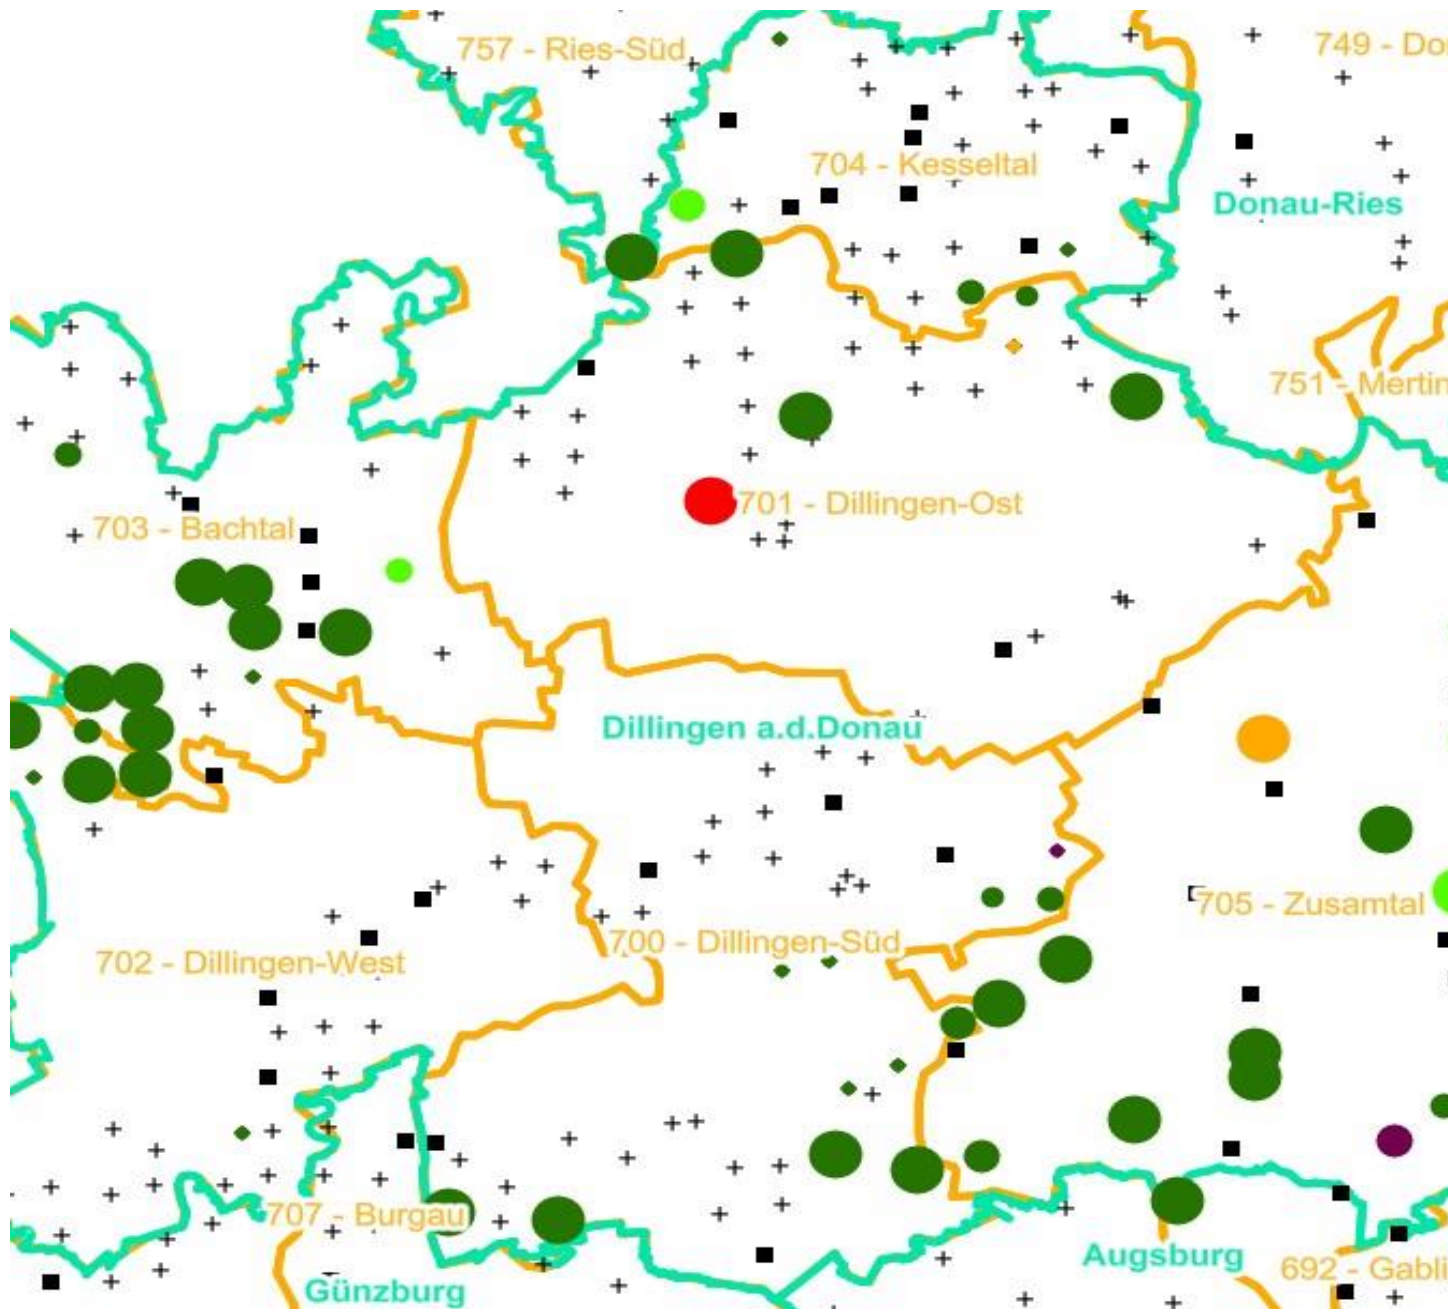 757 - Ries-Süd
749 - Do
704 - Kesseltal
Donau-Ries
751 - Mertin
701 - Dillingen-Ost
703 - Bachtal
Dillingen a.d.Donau
705 - Zusamtal
700 - Dillingen-Süd
702 - Dillingen-West
707 - Burgau
Augsburg
692 - Gabli
Günzburg